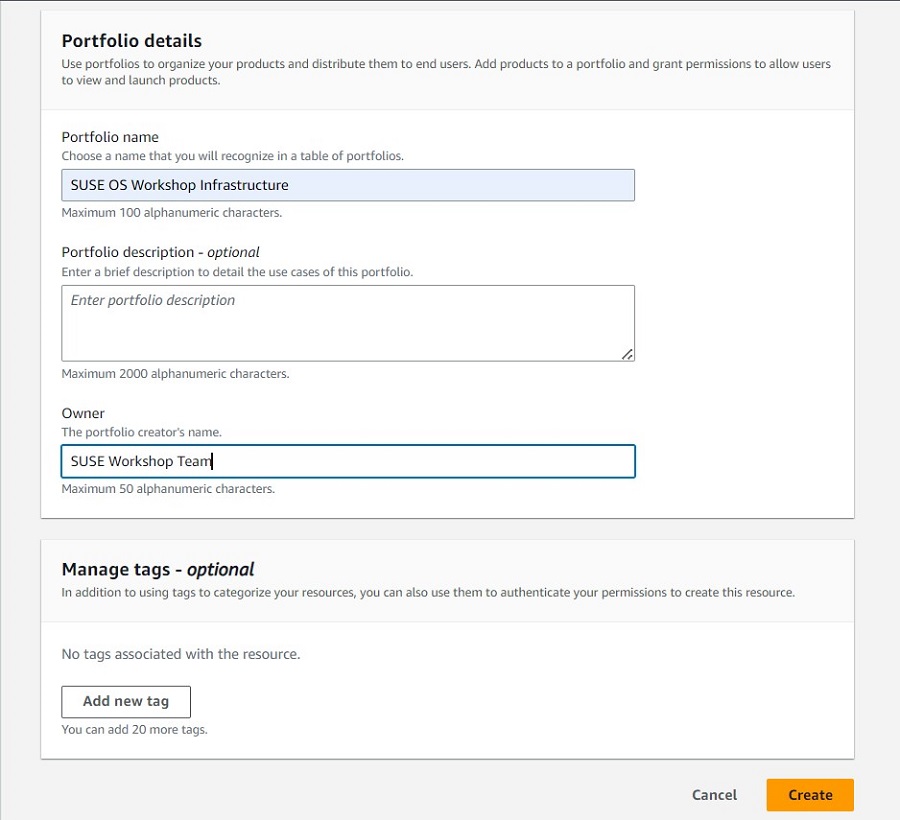 Portfolio details
Use portfolios to organize your products and distribute them to end users. Add products to a portfolio and grant permissions to allow users
to view and launch products.
Portfolio name
Choose a name that you will recognize in a table of portfolios.
SUSE OS Workshop Infrastructure
Maximum 100 alphanumeric characters.
Portfolio description - optional
Enter a brief description to detail the use cases of this portfolio.
Enter portfolio description
Maximum 2000 alphanumeric characters.
Owner
The portfolio creator's name.
SUSE Workshop Team
Maximum 50 alphanumeric characters.
Manage tags - optional
In addition to using tags to categorize your resources, you can also use them to authenticate your permissions to create this resource.
No tags associated with the resource.
Add new tag
You can add 20 more tags.
Cancel Create